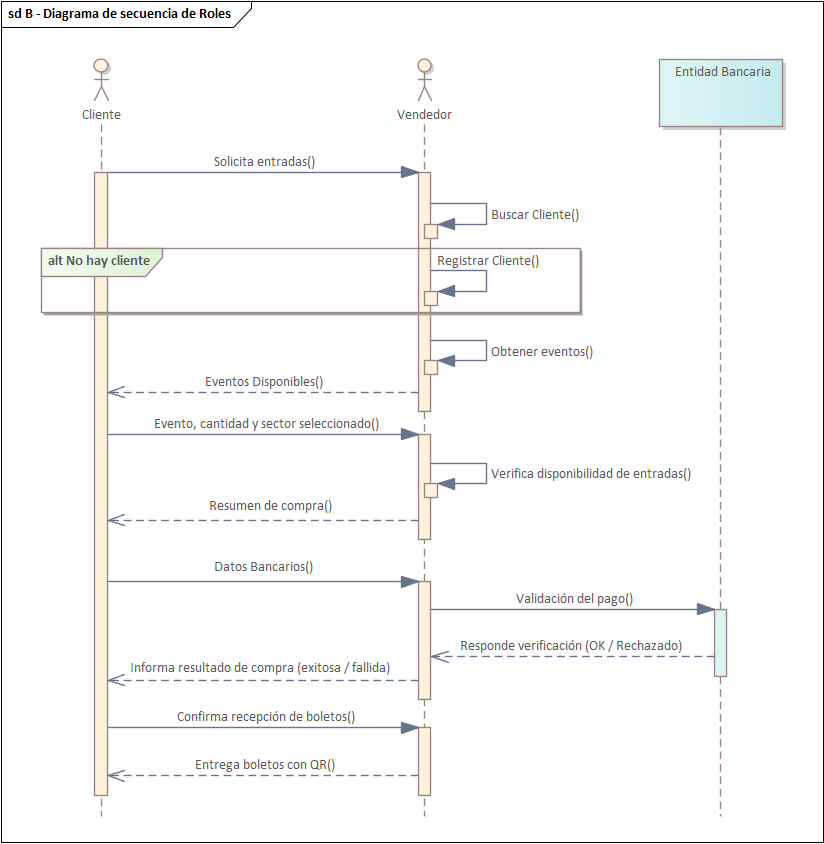 sd B - Diagrama de secuencia de Roles
Cliente
Vendedor
Entidad Bancaria
Solicita entradas()
Buscar Cliente()
alt No hay cliente
Registrar Cliente()
Obtener eventos()
Eventos Disponibles()
Evento, cantidad y sector seleccionado()
Verifica disponibilidad de entradas()
Resumen de compra()
Datos Bancarios()
Validación del pago()
Responde verificación (OK / Rechazado)
Informa resultado de compra (exitosa / fallida)
Confirma recepción de boletos()
Entrega boletos con QR()